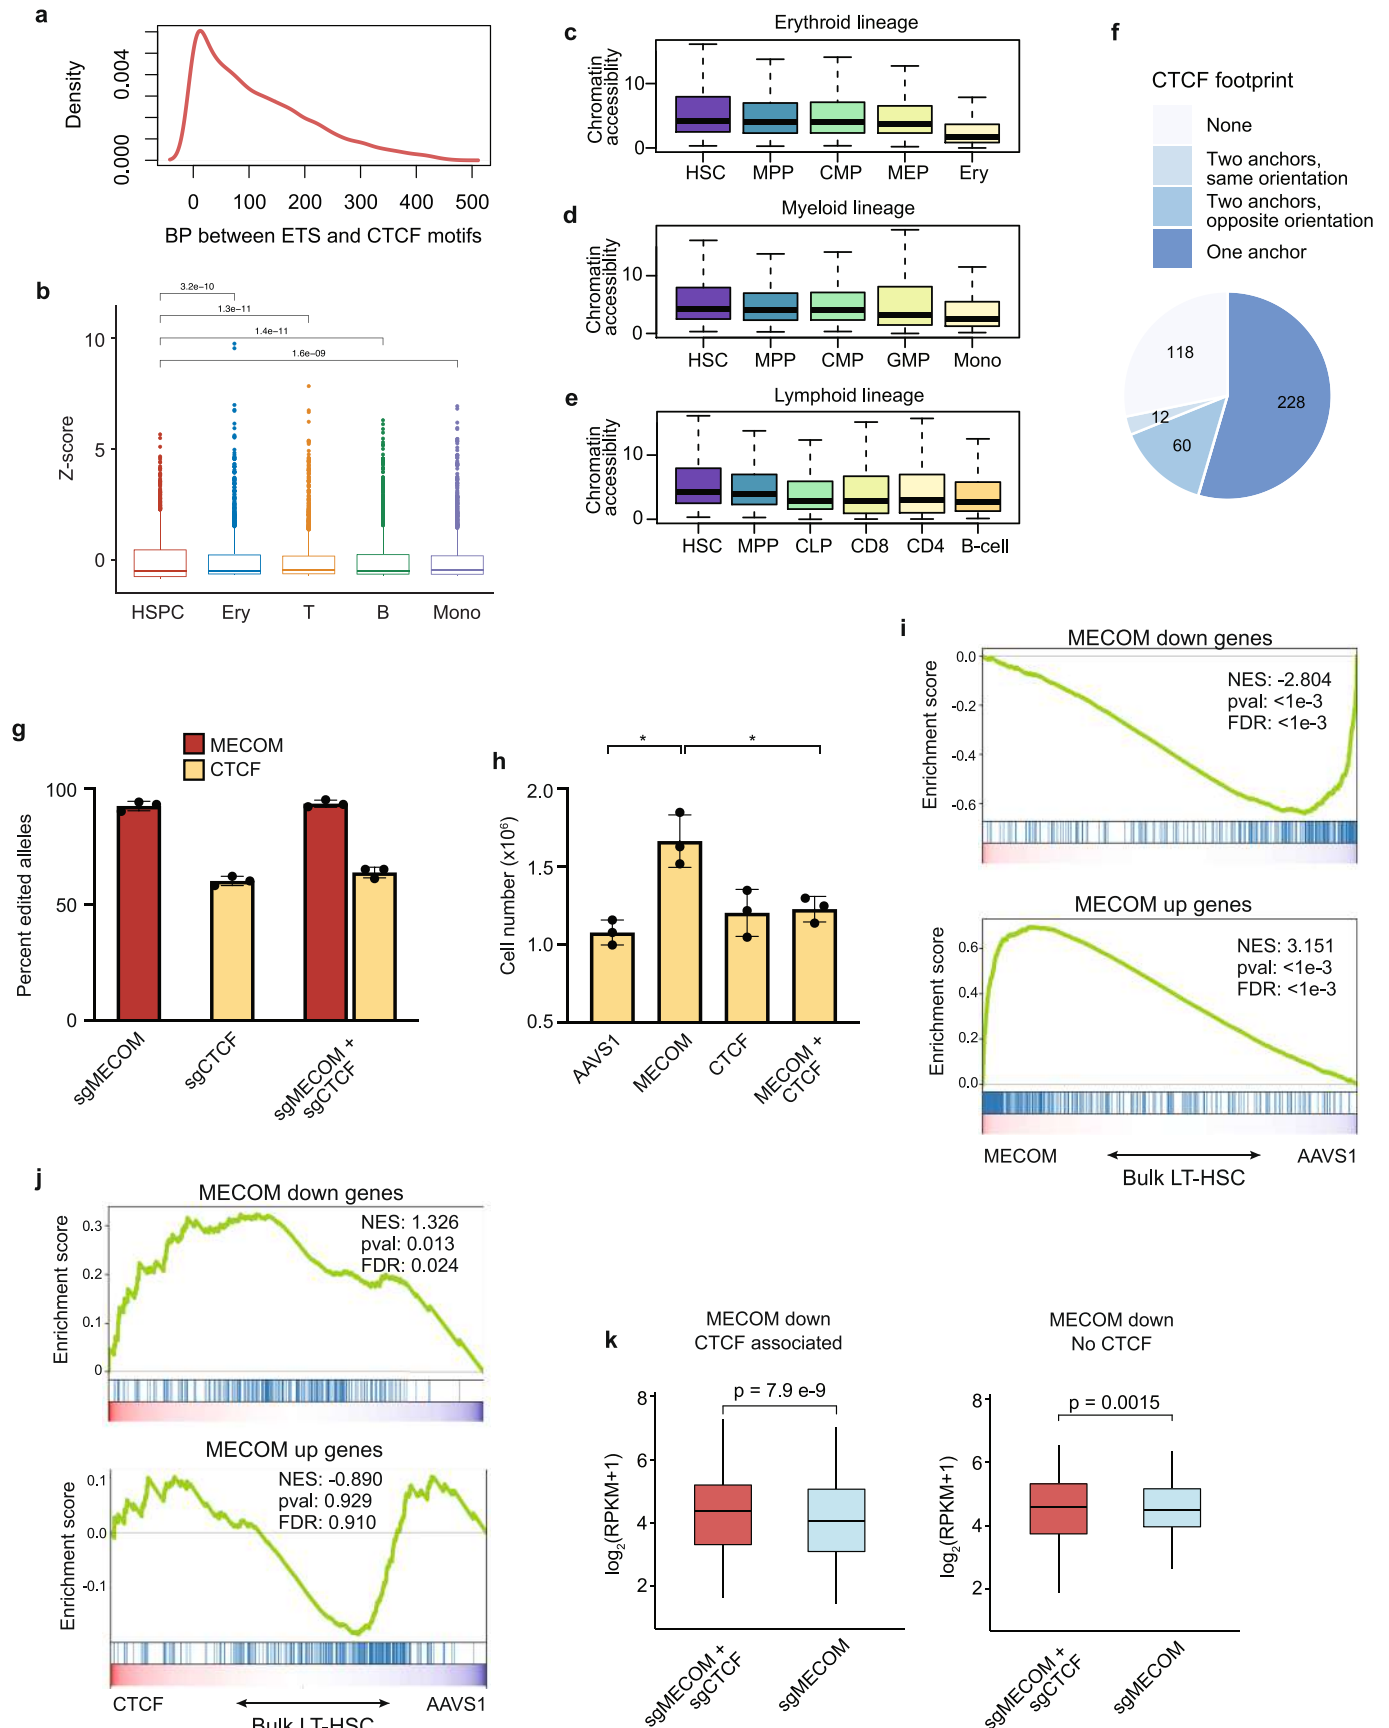 a
Density
0.004
0.000
0 100 200 300 400 500
BP between ETS and CTCF motifs
b
3.2e−10
1.3e−11
1.4e−11
1.6e−09
Z-score
10
5
0
HSPC Ery T B Mono
c
Erythroid lineage
Chromatin
accessiblity
10
0
HSC MPP CMP MEP Ery
d
Myeloid lineage
Chromatin
accessiblity
10
0
HSC MPP CMP GMP Mono
e
Lymphoid lineage
Chromatin
accessiblity
10
0
HSC MPP CLP CD8 CD4 B-cell
f
CTCF footprint
None
Two anchors,
same orientation
Two anchors,
opposite orientation
One anchor
118
12
60
228
g
MECOM
CTCF
Percent edited alleles
100
50
0
sgMECOM
sgCTCF
sgMECOM +
sgCTCF
h
* *
Cell number (x10⁶)
2.0
1.5
1.0
0.5
AAVS1
MECOM
CTCF
MECOM +
CTCF
i
MECOM down genes
Enrichment score
0.0
-0.2
-0.4
-0.6
NES: -2.804
pval: <1e-3
FDR: <1e-3
MECOM up genes
Enrichment score
0.6
0.4
0.2
0.0
NES: 3.151
pval: <1e-3
FDR: <1e-3
MECOM AAVS1
Bulk LT-HSC
j
MECOM down genes
Enrichment score
0.3
0.2
0.1
0
NES: 1.326
pval: 0.013
FDR: 0.024
MECOM up genes
Enrichment score
0.1
0.0
-0.1
NES: -0.890
pval: 0.929
FDR: 0.910
CTCF AAVS1
Bulk LT-HSC
k
MECOM down
CTCF associated
p = 7.9 e-9
log₂(RPKM+1)
8
6
4
2
sgMECOM +
sgCTCF
sgMECOM
MECOM down
No CTCF
p = 0.0015
log₂(RPKM+1)
8
6
4
2
sgMECOM +
sgCTCF
sgMECOM